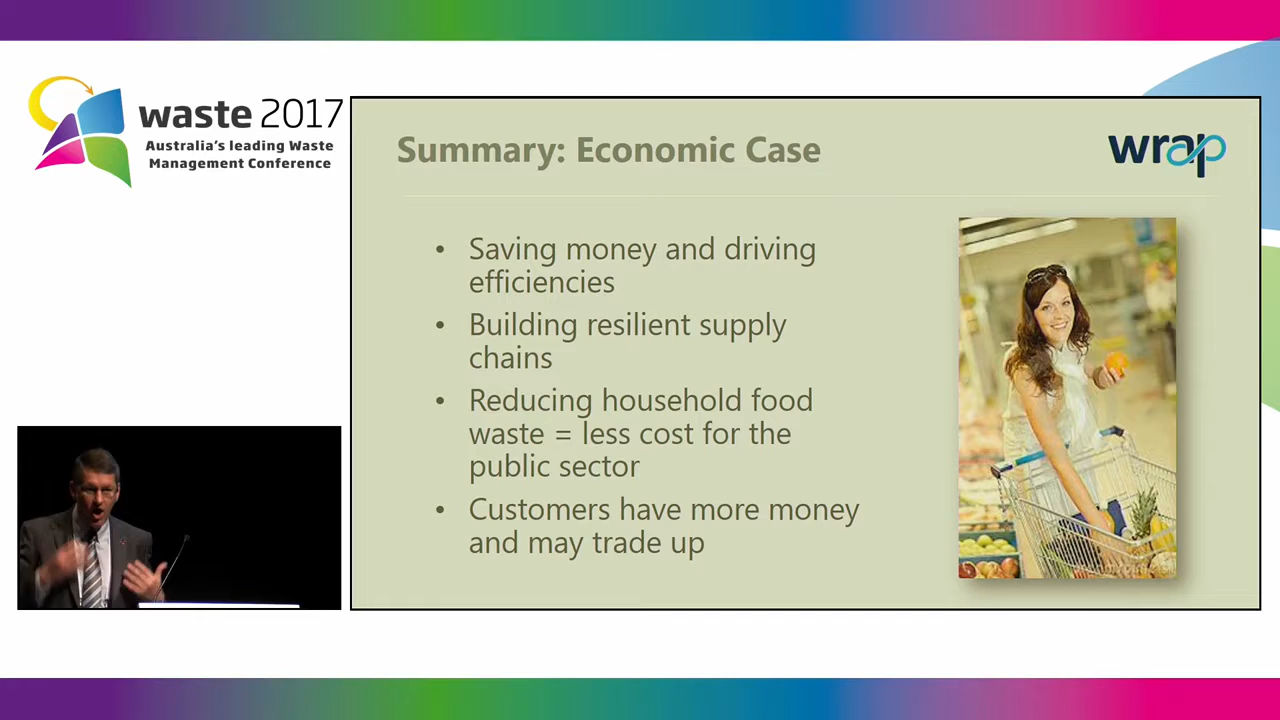 waste 2017
Australia's leading Waste
Management Conference
Summary: Economic Case
wrap
• Saving money and driving
efficiencies
• Building resilient supply
chains
• Reducing household food
waste = less cost for the
public sector
• Customers have more money
and may trade up